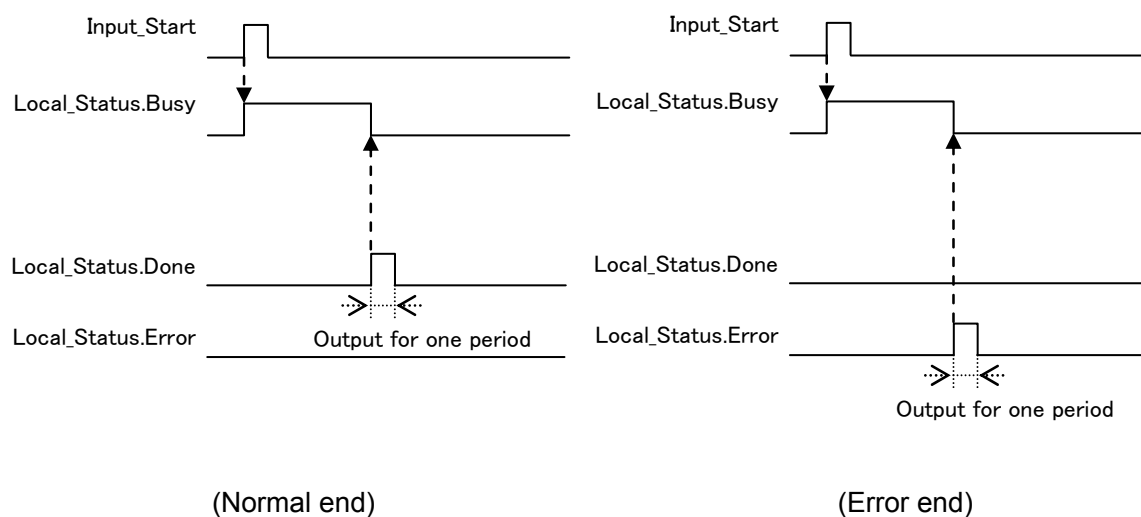 Input_Start
Local_Status.Busy
Local_Status.Done
Local_Status.Error
Output for one period
(Normal end)
Input_Start
Local_Status.Busy
Local_Status.Done
Local_Status.Error
Output for one period
(Error end)